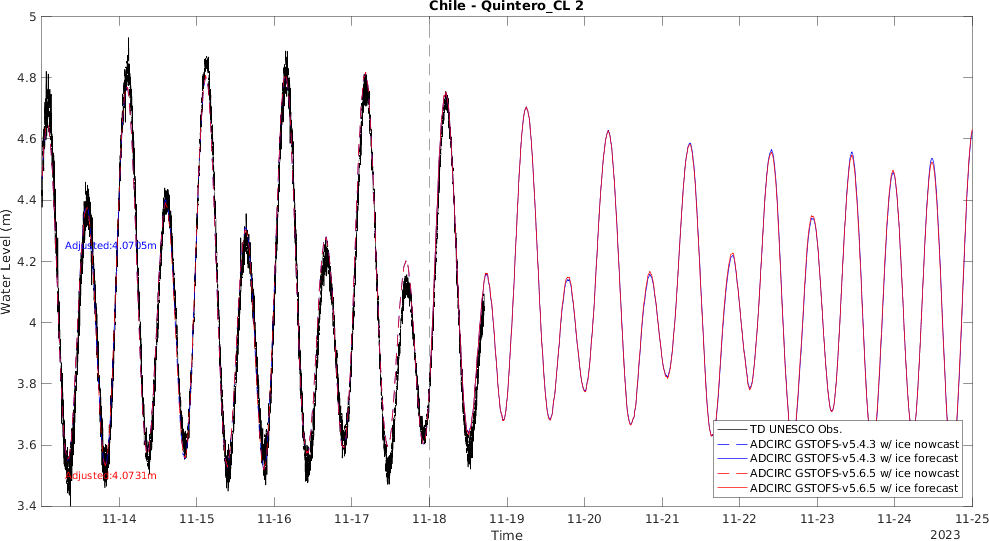 Chile - Quintero_CL 2
5
4.8
4.6
4.4
4.2
4
3.8
3.6
3.4
Water Level (m)
Adjusted:4.0705m
Adjusted:4.0731m
TD UNESCO Obs.
ADCIRC GSTOFS-v5.4.3 w/ ice nowcast
ADCIRC GSTOFS-v5.4.3 w/ ice forecast
ADCIRC GSTOFS-v5.6.5 w/ ice nowcast
ADCIRC GSTOFS-v5.6.5 w/ ice forecast
11-14 11-15 11-16 11-17 11-18 11-19 11-20 11-21 11-22 11-23 11-24 11-25
Time
2023